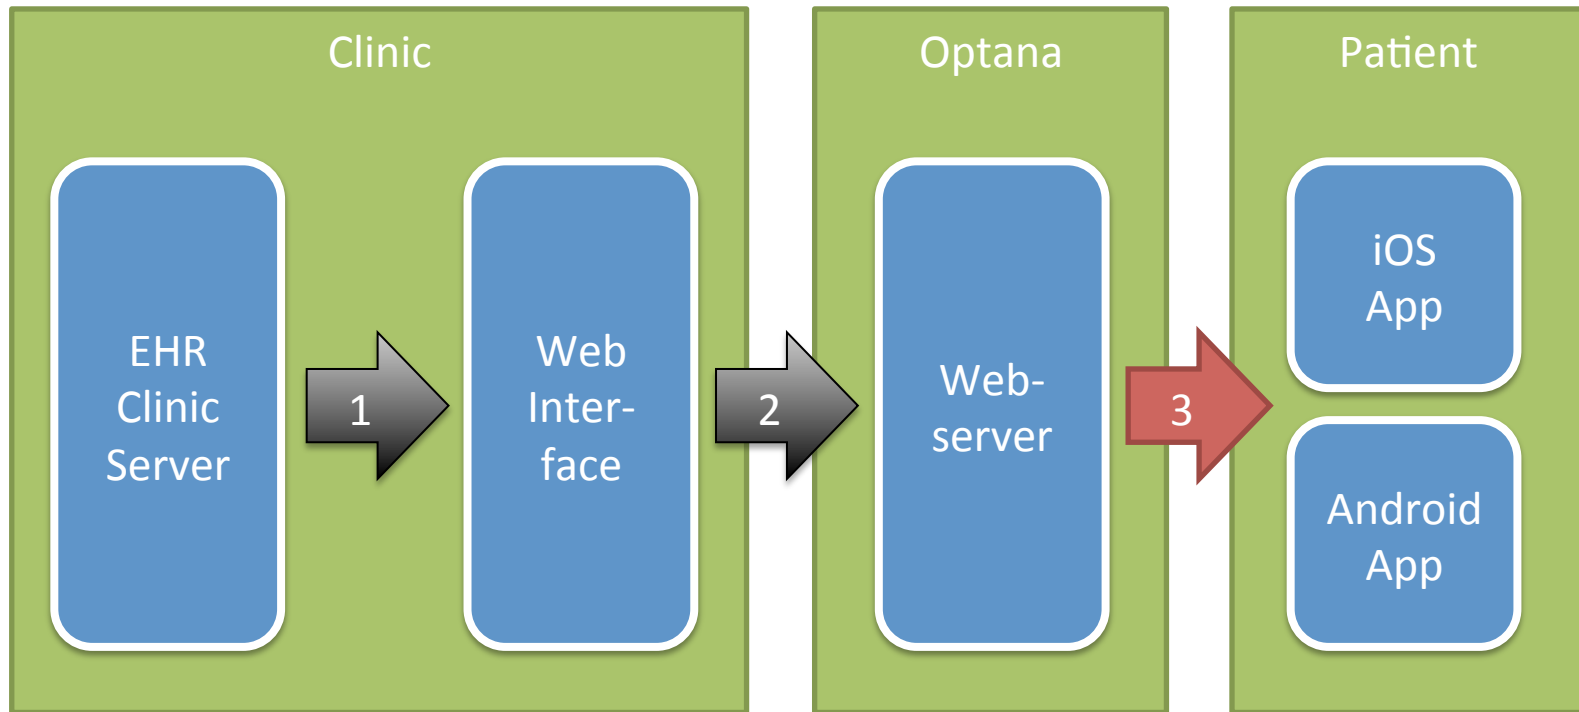 Clinic
Optana
Patient
EHR
Clinic
Server
1
Web
Inter-
face
2
Web-
server
3
iOS
App
Android
App